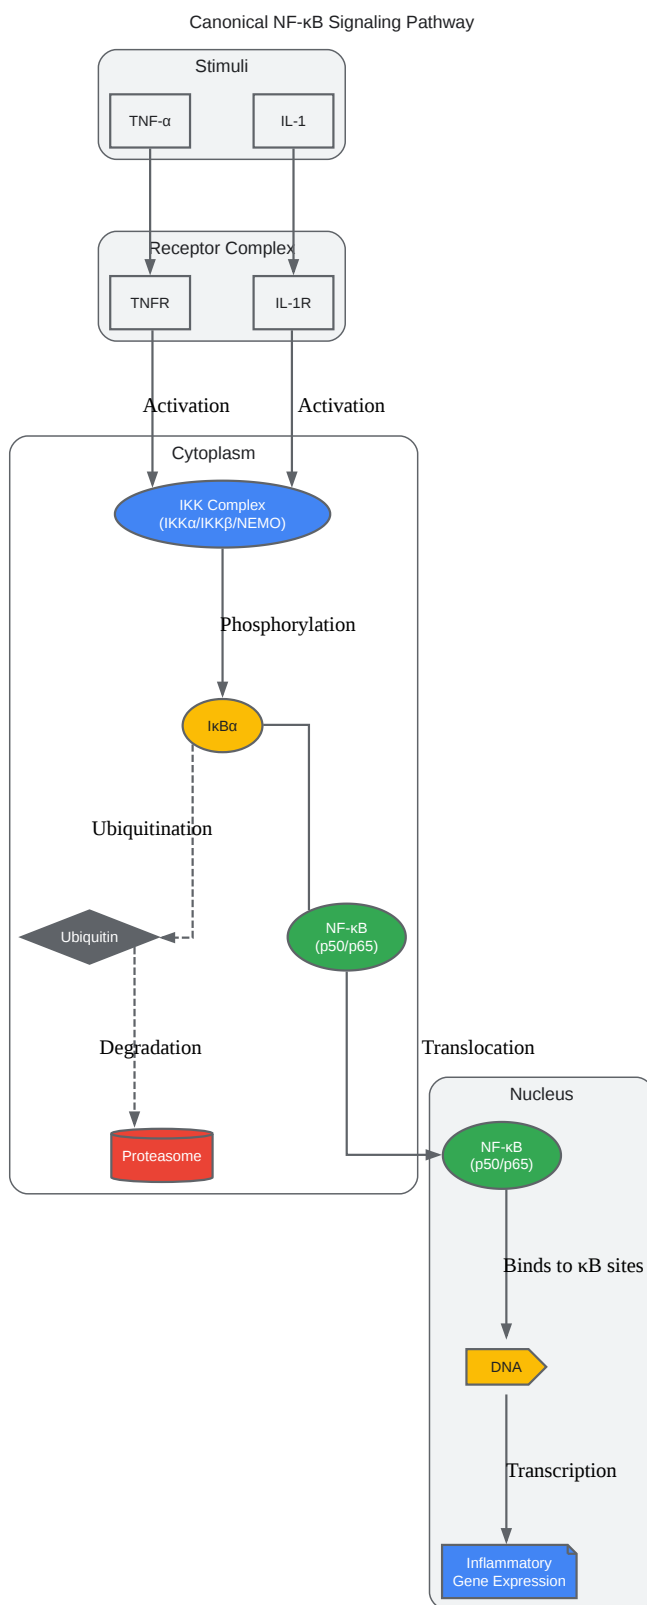 Canonical NF-κB Signaling Pathway
Stimuli
TNF-α
IL-1
Receptor Complex
TNFR
IL-1R
Activation
Activation
Cytoplasm
IKK Complex
(IKKα/IKKβ/NEMO)
Phosphorylation
IκBα
Ubiquitination
Ubiquitin
NF-κB
(p50/p65)
Degradation
Translocation
Nucleus
Proteasome
NF-κB
(p50/p65)
Binds to κB sites
DNA
Transcription
Inflammatory
Gene Expression